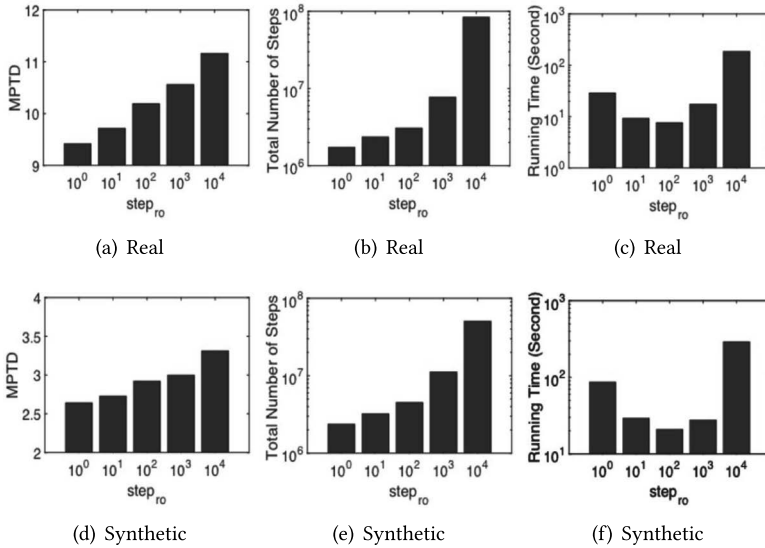 12
11
10
9
MPTD
10^0 10^1 10^2 10^3 10^4
step_ro
(a) Real
10^8
10^7
10^6
Total Number of Steps
10^0 10^1 10^2 10^3 10^4
step_ro
(b) Real
10^3
10^2
10^1
10^0
Running Time (Second)
10^0 10^1 10^2 10^3 10^4
step_ro
(c) Real
4
3.5
3
2.5
2
MPTD
10^0 10^1 10^2 10^3 10^4
step_ro
(d) Synthetic
10^8
10^7
10^6
Total Number of Steps
10^0 10^1 10^2 10^3 10^4
step_ro
(e) Synthetic
10^3
10^2
10^1
Running Time (Second)
10^0 10^1 10^2 10^3 10^4
step_ro
(f) Synthetic